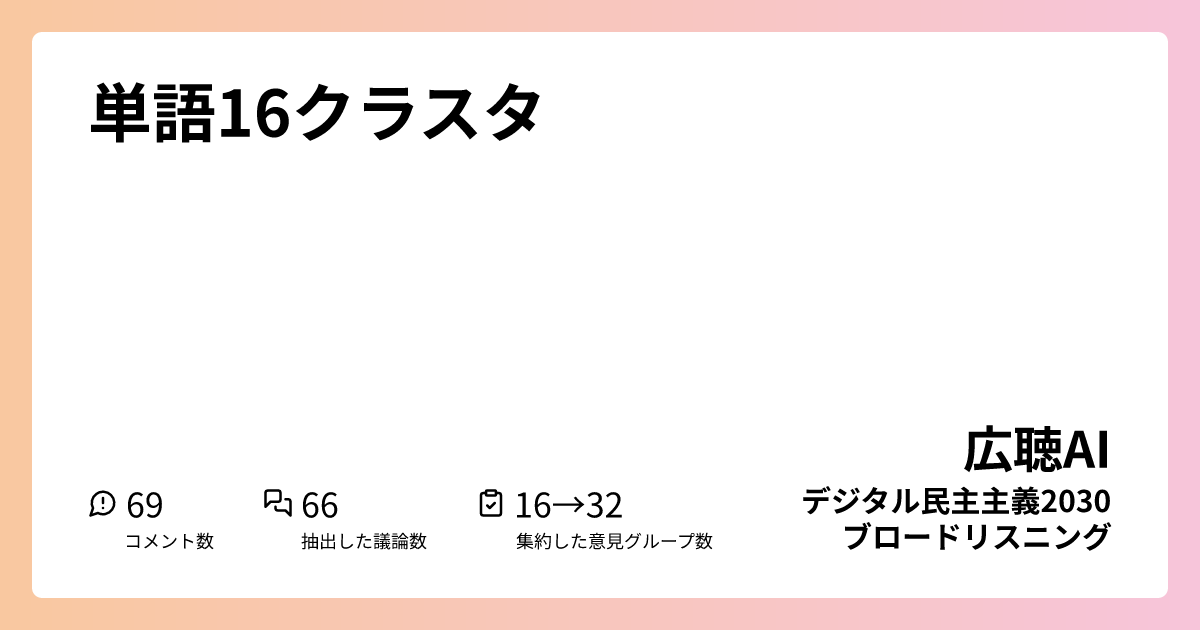 単語16クラスタ
広聴AI
デジタル民主主義2030
ブロードリスニング
69
コメント数
66
抽出した議論数
16→32
集約した意見グループ数